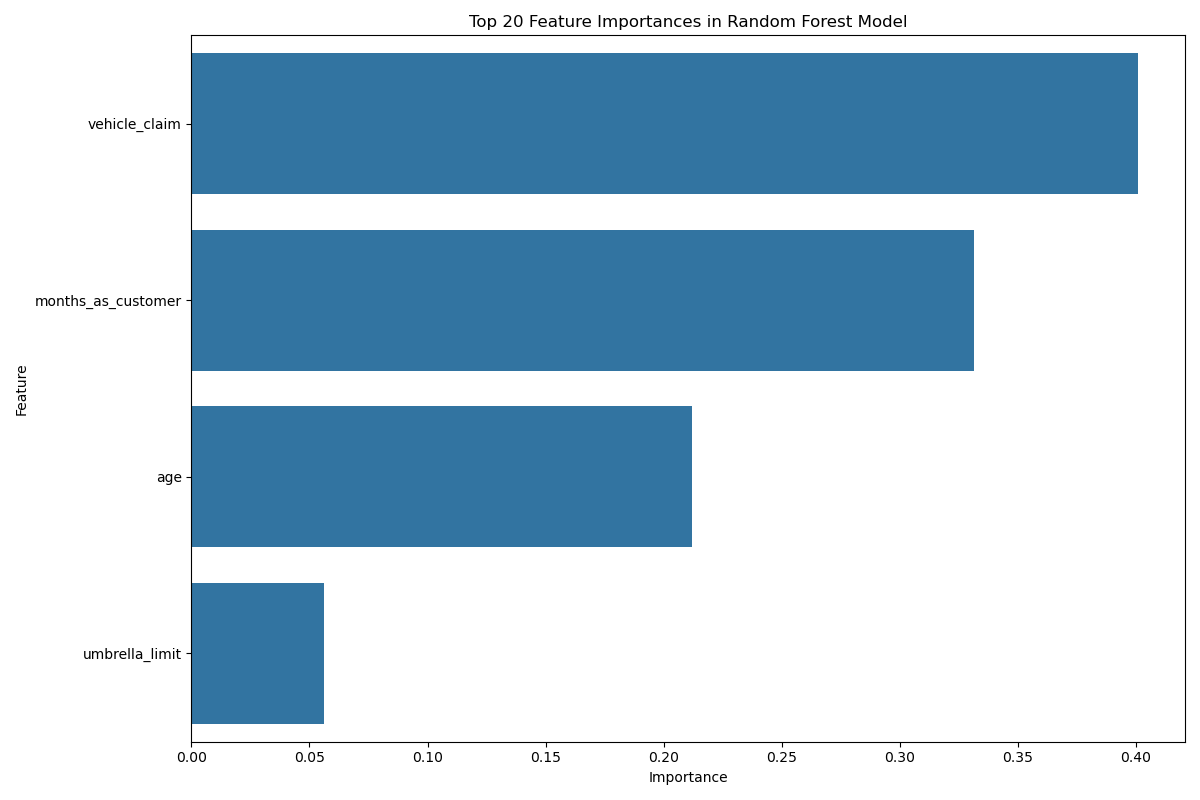 Top 20 Feature Importances in Random Forest Model
Feature
vehicle_claim
months_as_customer
age
umbrella_limit
0.00 0.05 0.10 0.15 0.20 0.25 0.30 0.35 0.40
Importance